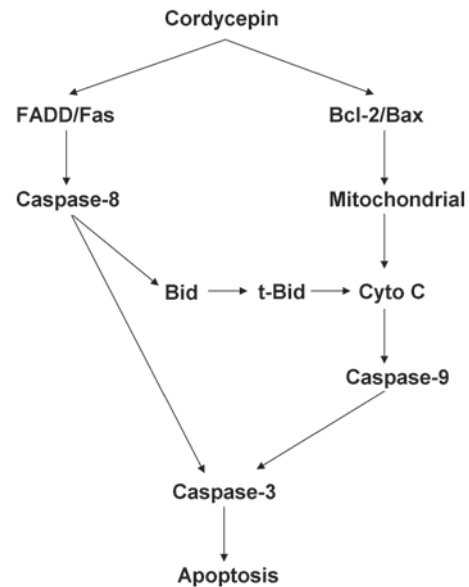 Cordycepin
FADD/Fas Bcl-2/Bax
Caspase-8 Mitochondrial
Bid t-Bid Cyto C
Caspase-9
Caspase-3
Apoptosis